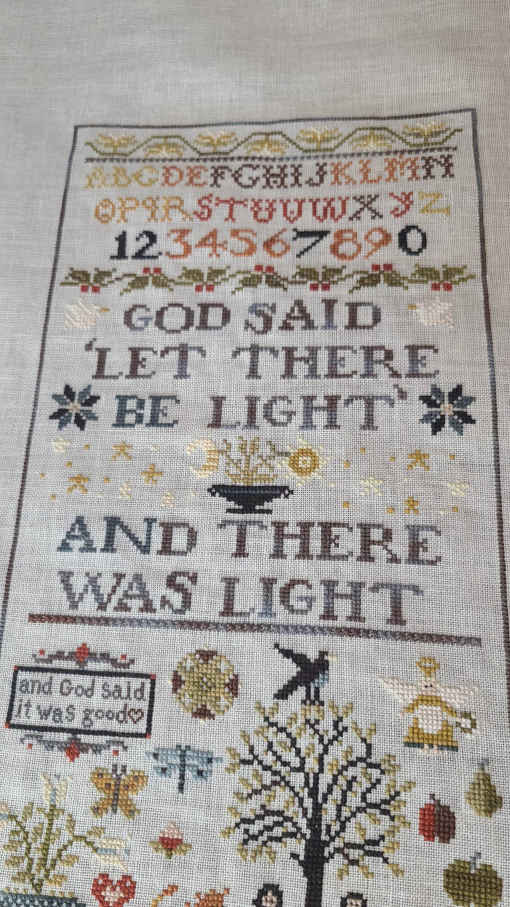 ABCDEFGHIJKLMN
OPQRSTUVWXYZ
1234567890
GOD SAID
'LET THERE
BE LIGHT'
AND THERE
WAS LIGHT
and God said
it was good